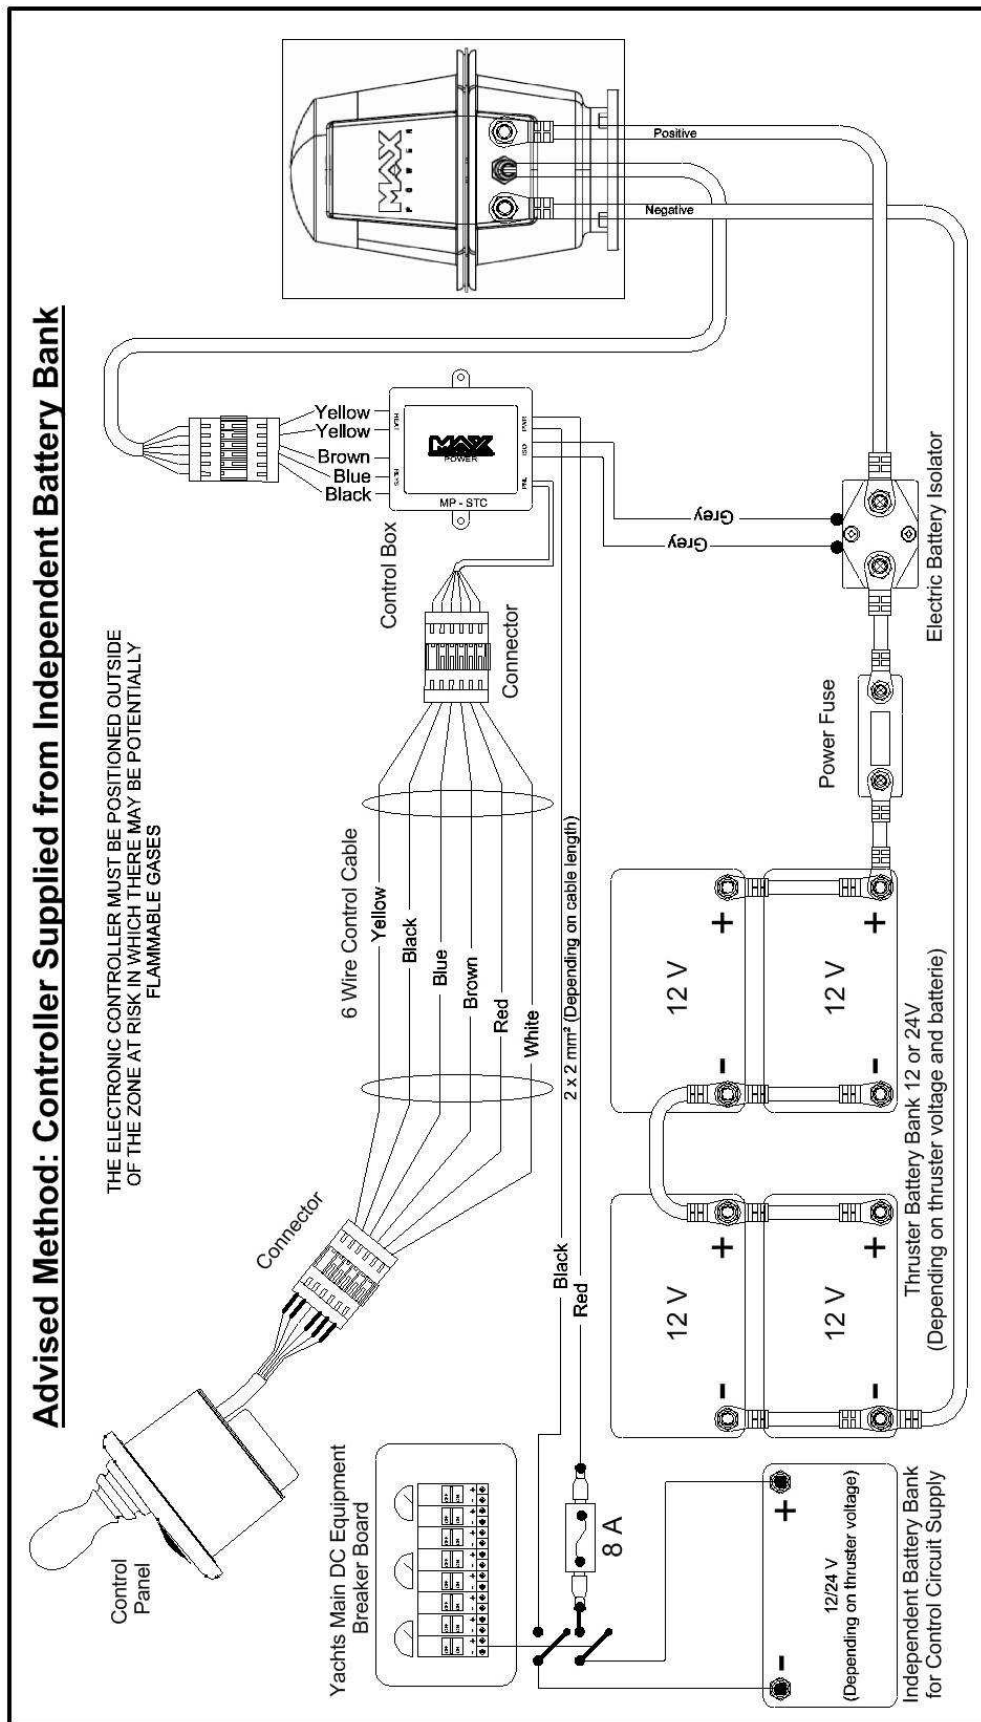 Advised Method: Controller Supplied from Independent Battery Bank
THE ELECTRONIC CONTROLLER MUST BE POSITIONED OUTSIDE
OF THE ZONE AT RISK IN WHICH THERE MAY BE POTENTIALLY
FLAMMABLE GASES
Control
Panel
Connector
6 Wire Control Cable
Yellow
Black
Blue
Brown
Red
White
Connector
Control Box
Yellow
Yellow
Brown
Blue
Black
MAX
POWER
MP - STC
PNL
ISO
PWR
MAX
POWER
Positive
Negative
Grey
Grey
Yachts Main DC Equipment
Breaker Board
8 A
Black
Red
2 x 2 mm² (Depending on cable length)
12 V
- +
12 V
- +
12 V
- +
12 V
- +
Power Fuse
Electric Battery Isolator
- +
12/24 V
(Depending on thruster voltage)
Independent Battery Bank
for Control Circuit Supply
Thruster Battery Bank 12 or 24V
(Depending on thruster voltage and batterie)